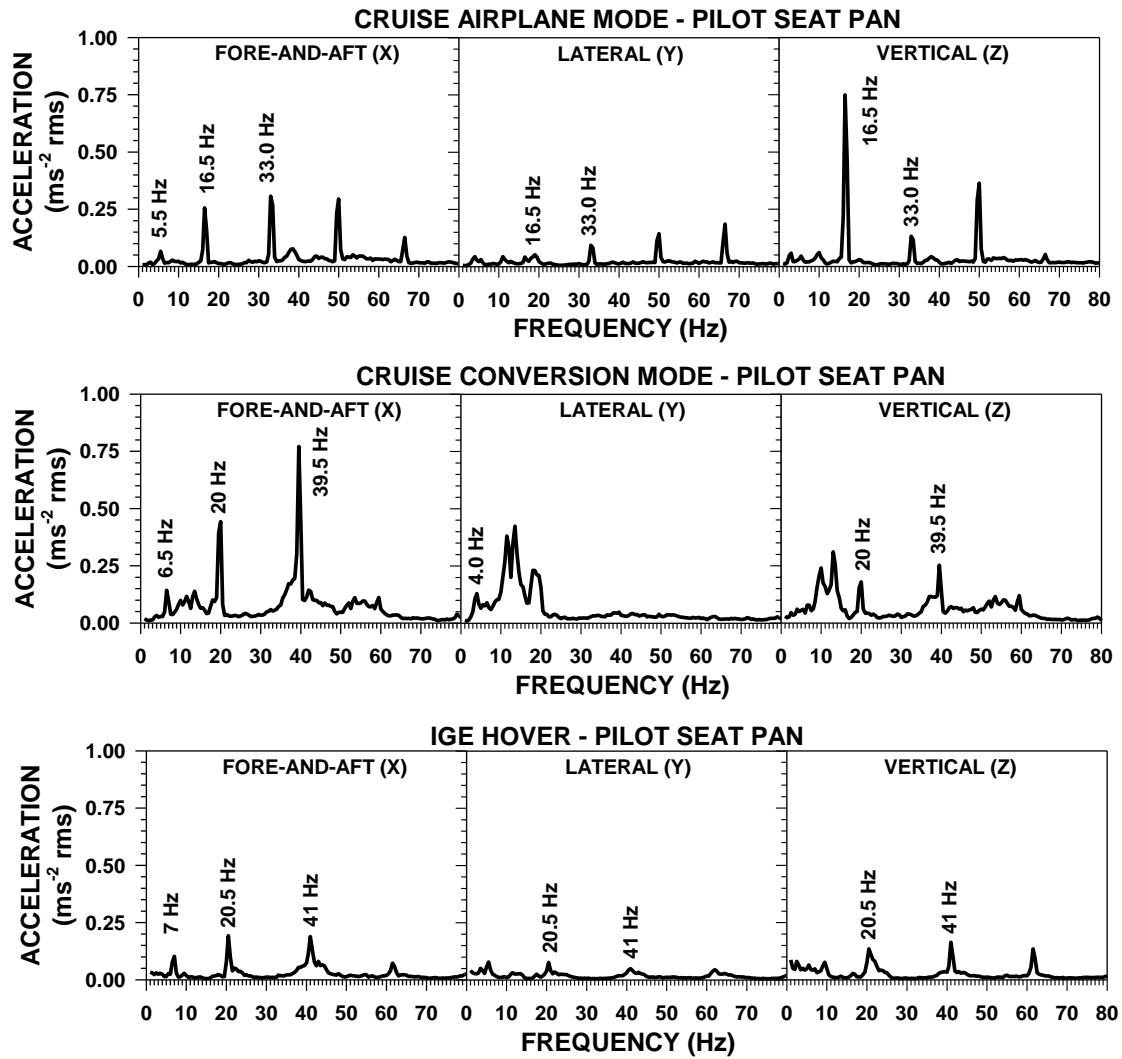 CRUISE AIRPLANE MODE - PILOT SEAT PAN
FORE-AND-AFT (X) LATERAL (Y) VERTICAL (Z)
ACCELERATION
(ms-2 rms)
1.00
0.75
0.50
0.25
0.00
5.5 Hz 16.5 Hz 33.0 Hz 16.5 Hz 33.0 Hz 16.5 Hz 33.0 Hz
0 10 20 30 40 50 60 70 0 10 20 30 40 50 60 70 0 10 20 30 40 50 60 70 80
FREQUENCY (Hz)
CRUISE CONVERSION MODE - PILOT SEAT PAN
FORE-AND-AFT (X) LATERAL (Y) VERTICAL (Z)
ACCELERATION
(ms-2 rms)
1.00
0.75
0.50
0.25
0.00
6.5 Hz 20 Hz 39.5 Hz 4.0 Hz 20 Hz 39.5 Hz
0 10 20 30 40 50 60 70 0 10 20 30 40 50 60 70 0 10 20 30 40 50 60 70 80
FREQUENCY (Hz)
IGE HOVER - PILOT SEAT PAN
FORE-AND-AFT (X) LATERAL (Y) VERTICAL (Z)
ACCELERATION
(ms-2 rms)
1.00
0.75
0.50
0.25
0.00
7 Hz 20.5 Hz 41 Hz 20.5 Hz 41 Hz 20.5 Hz 41 Hz
0 10 20 30 40 50 60 70 0 10 20 30 40 50 60 70 0 10 20 30 40 50 60 70 80
FREQUENCY (Hz)